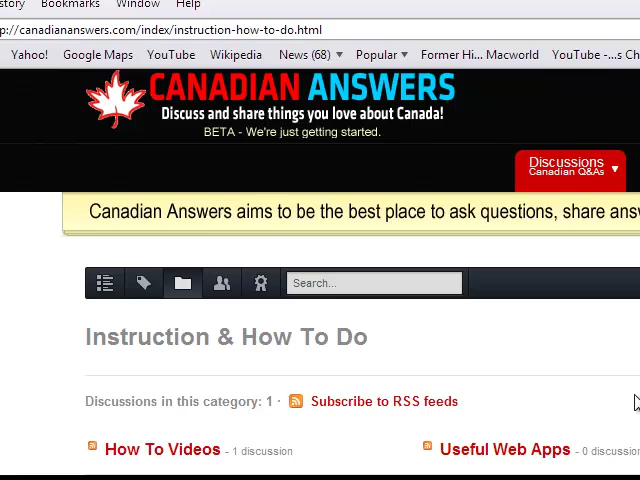 story Bookmarks Window Help
p://canadiananswers.com/index/instruction-how-to-do.html
Yahoo! Google Maps YouTube Wikipedia News (68) Popular Former Hi... Macworld YouTube -...s Ch
CANADIAN ANSWERS
Discuss and share things you love about Canada!
BETA - We're just getting started.
Discussions
Canadian Q&As
Canadian Answers aims to be the best place to ask questions, share answ
Search...
Instruction & How To Do
Discussions in this category: 1 · Subscribe to RSS feeds
How To Videos - 1 discussion Useful Web Apps - 0 discussion